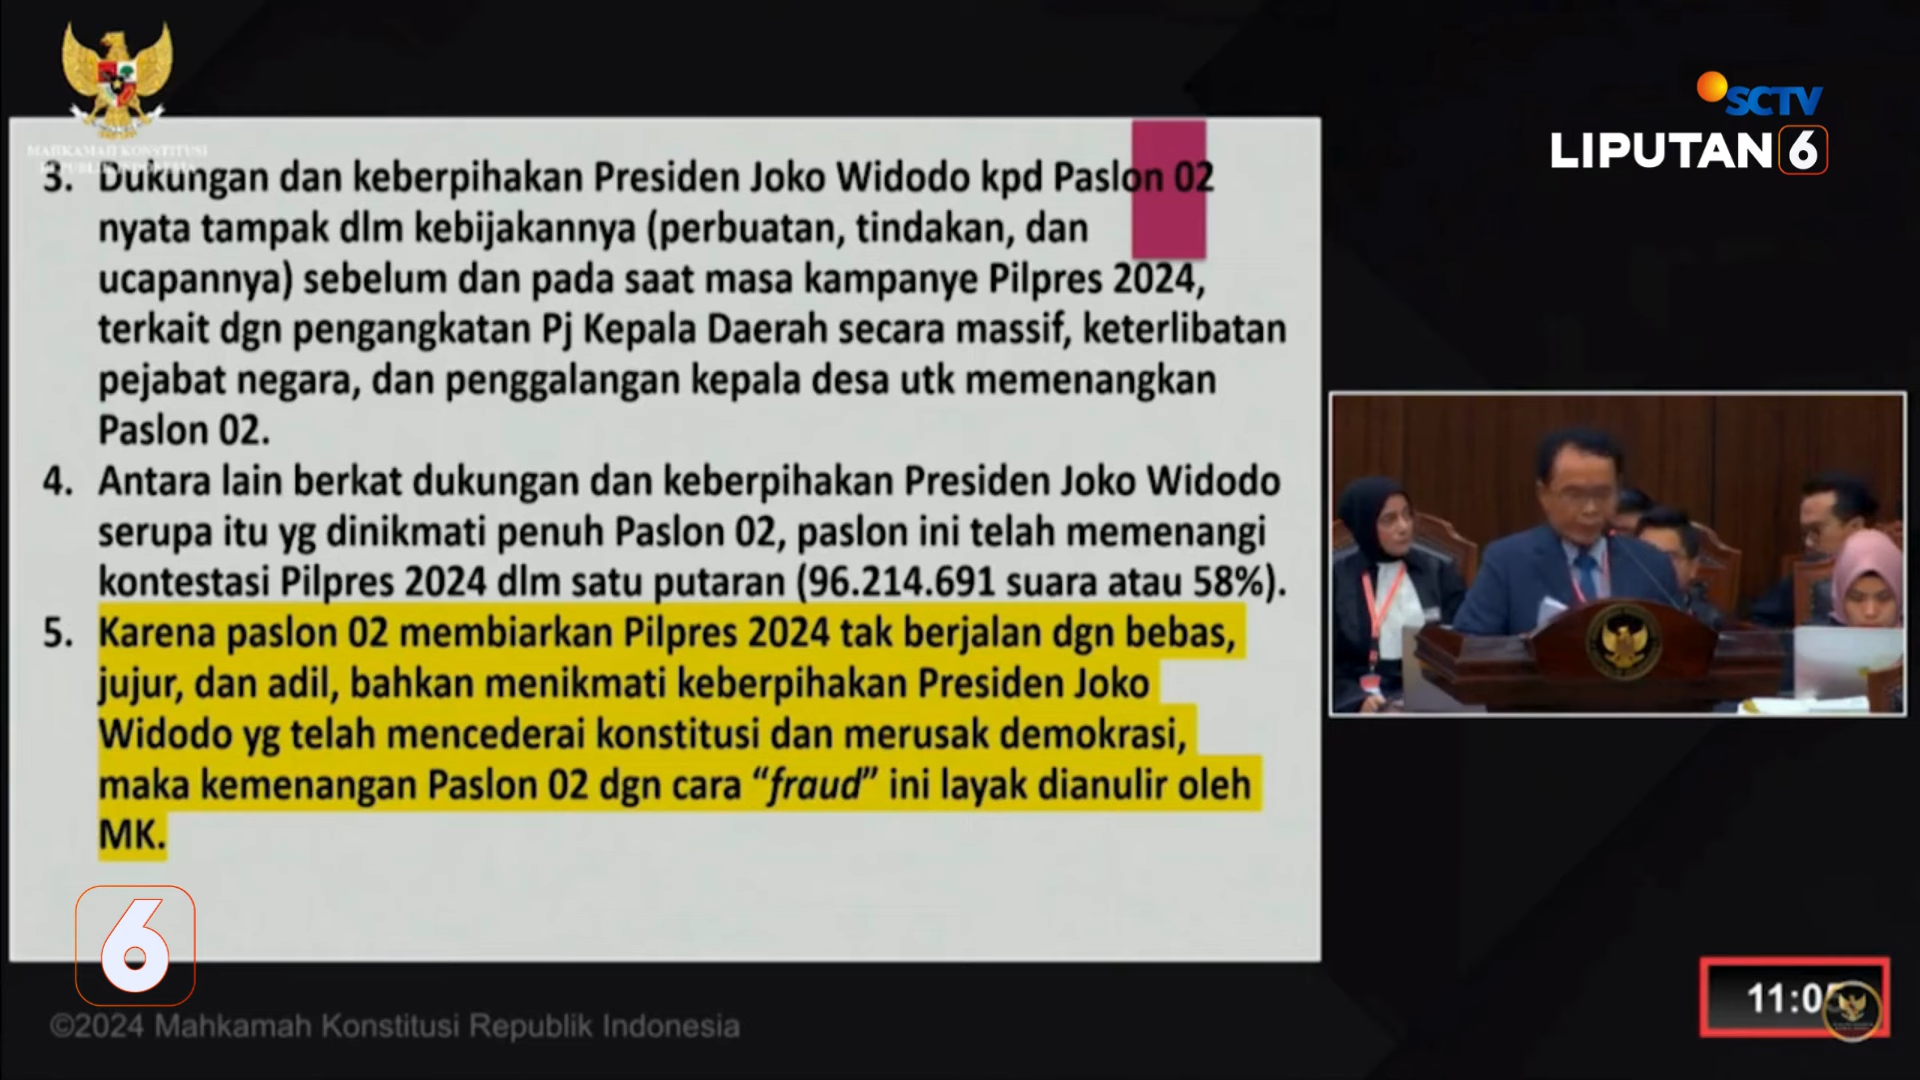 SCTV
LIPUTAN 6
MAHKAMAH KONSTITUSI
REPUBLIK INDONESIA
3. Dukungan dan keberpihakan Presiden Joko Widodo kpd Paslon 02
nyata tampak dlm kebijakannya (perbuatan, tindakan, dan
ucapannya) sebelum dan pada saat masa kampanye Pilpres 2024,
terkait dgn pengangkatan Pj Kepala Daerah secara massif, keterlibatan
pejabat negara, dan penggalangan kepala desa utk memenangkan
Paslon 02.
4. Antara lain berkat dukungan dan keberpihakan Presiden Joko Widodo
serupa itu yg dinikmati penuh Paslon 02, paslon ini telah memenangi
kontestasi Pilpres 2024 dlm satu putaran (96.214.691 suara atau 58%).
5. Karena paslon 02 membiarkan Pilpres 2024 tak berjalan dgn bebas,
jujur, dan adil, bahkan menikmati keberpihakan Presiden Joko
Widodo yg telah mencederai konstitusi dan merusak demokrasi,
maka kemenangan Paslon 02 dgn cara “fraud” ini layak dianulir oleh
MK.
6
©2024 Mahkamah Konstitusi Republik Indonesia